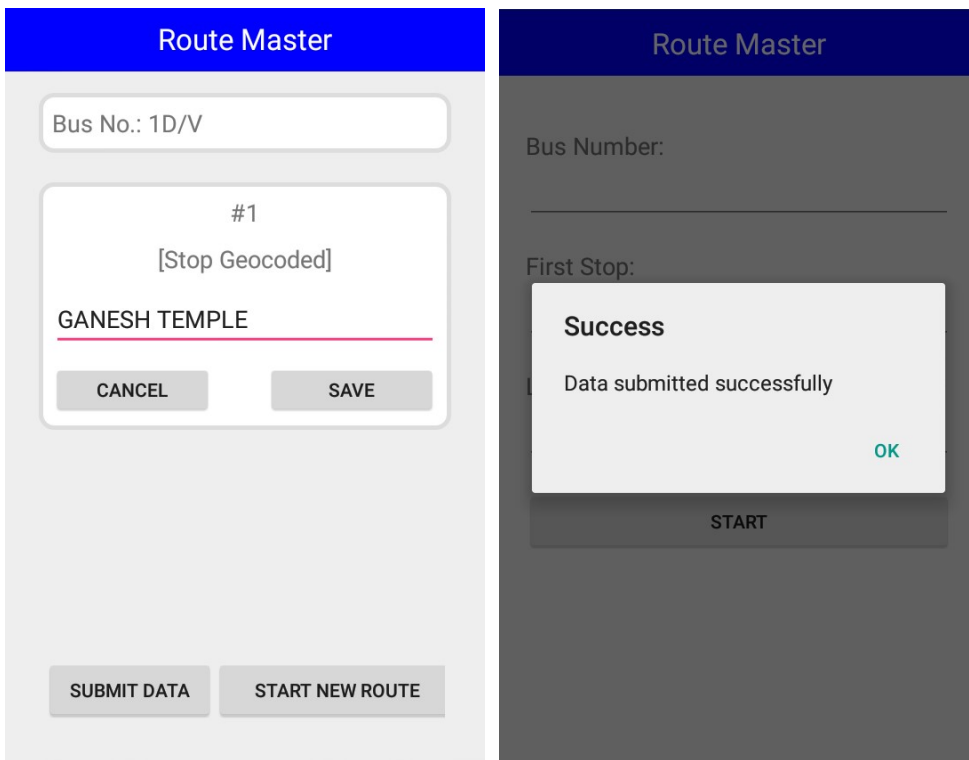 Route Master
Bus No.: 1D/V
#1
[Stop Geocoded]
GANESH TEMPLE
CANCEL SAVE
SUBMIT DATA START NEW ROUTE
Route Master
Bus Number:
First Stop:
Success
Data submitted successfully
OK
START